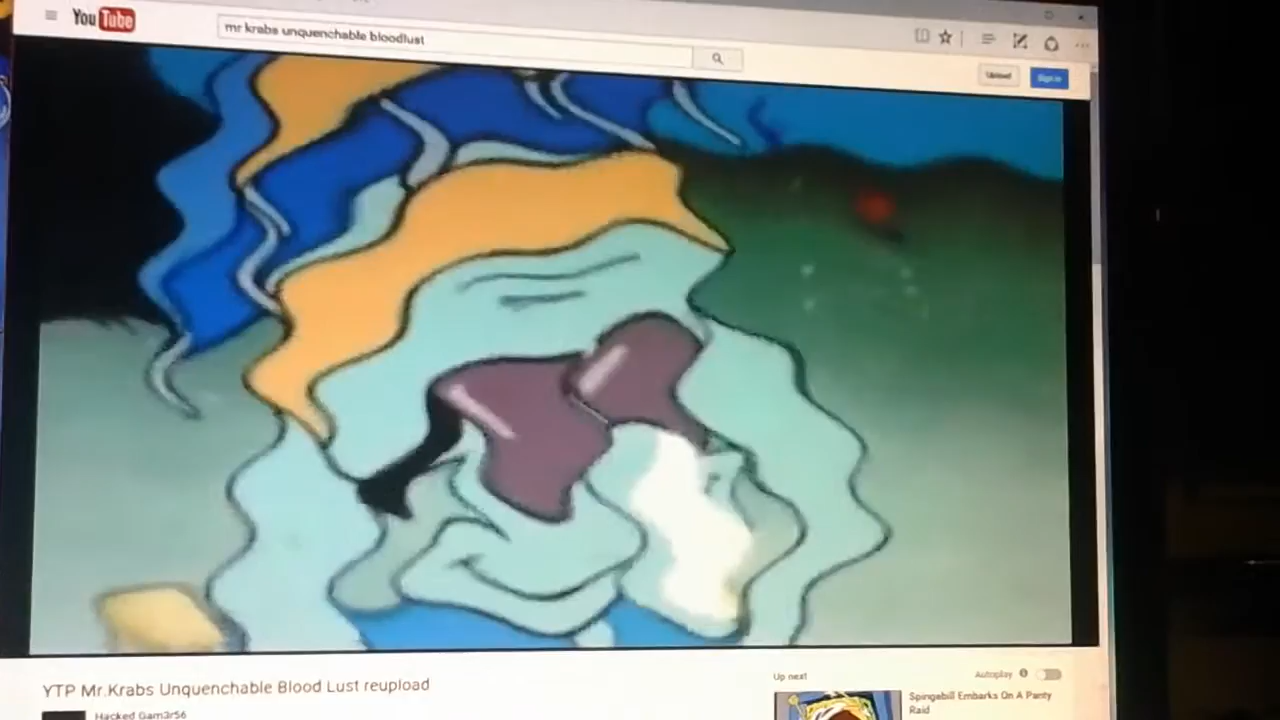 YouTube
mr krabs unquenchable bloodlust
Upload
Sign in
YTP Mr.Krabs Unquenchable Blood Lust reupload
Hacked Gam3r56
Up next
Autoplay
Spingebill Embarks On A Panty
Raid